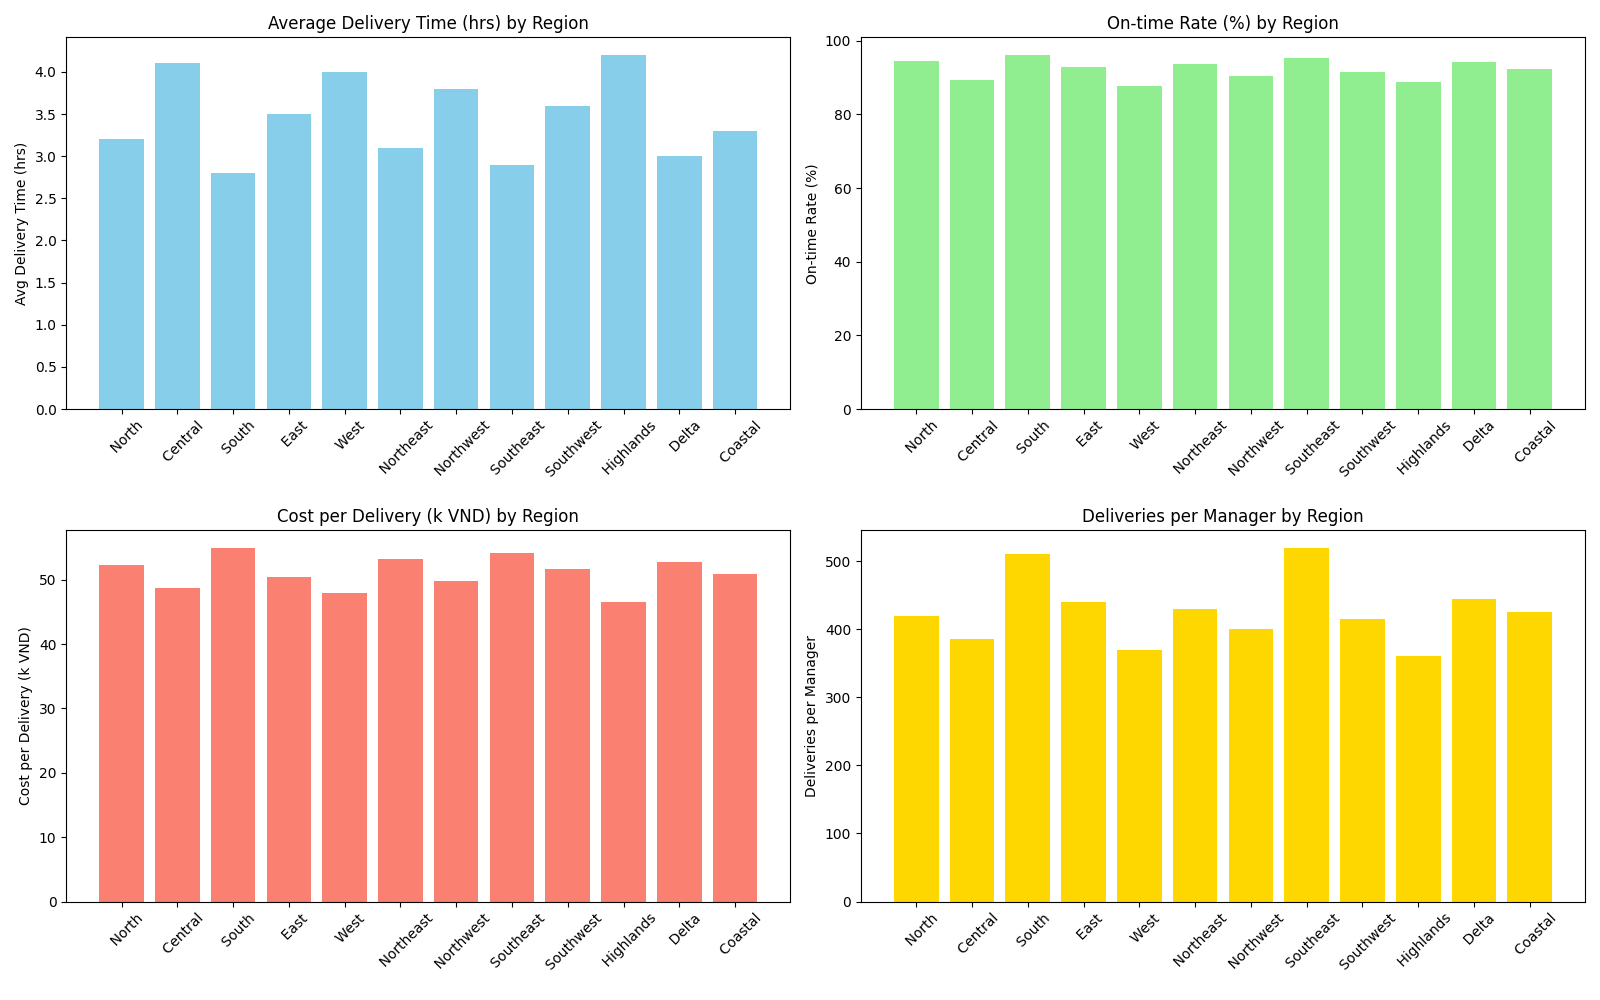 Average Delivery Time (hrs) by Region
Avg Delivery Time (hrs)
4.0
3.5
3.0
2.5
2.0
1.5
1.0
0.5
0.0
North
Central
South
East
West
Northeast
Northwest
Southeast
Southwest
Highlands
Delta
Coastal
On-time Rate (%) by Region
On-time Rate (%)
100
80
60
40
20
0
North
Central
South
East
West
Northeast
Northwest
Southeast
Southwest
Highlands
Delta
Coastal
Cost per Delivery (k VND) by Region
Cost per Delivery (k VND)
50
40
30
20
10
0
North
Central
South
East
West
Northeast
Northwest
Southeast
Southwest
Highlands
Delta
Coastal
Deliveries per Manager by Region
Deliveries per Manager
500
400
300
200
100
0
North
Central
South
East
West
Northeast
Northwest
Southeast
Southwest
Highlands
Delta
Coastal